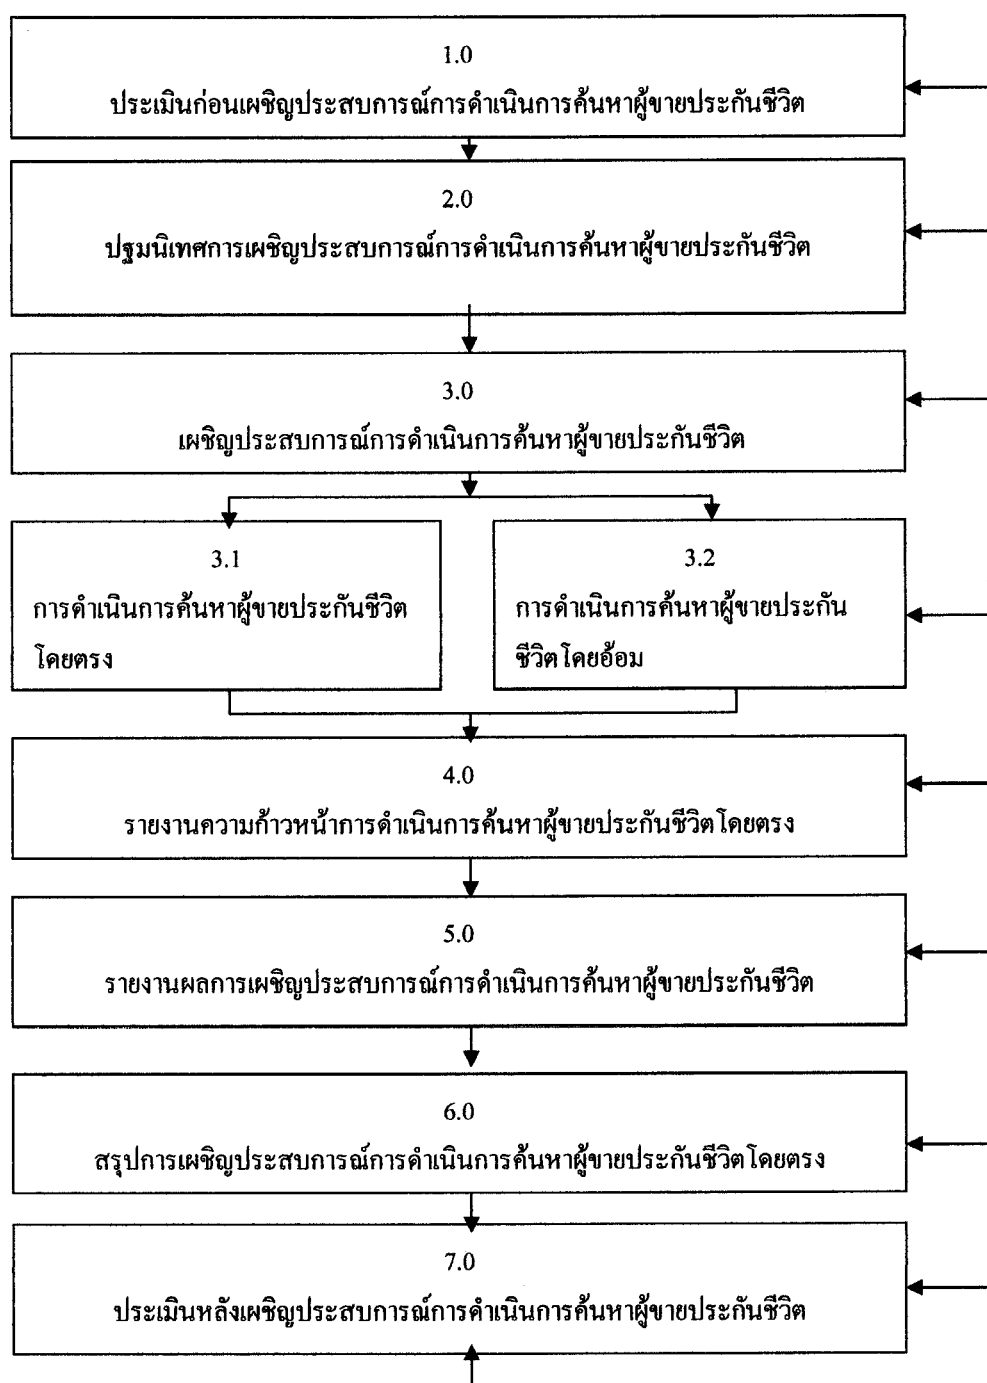 1.0
ประเมินก่อนเผชิญประสบการณ์การดำเนินการค้นหาผู้ขายประกันชีวิต
2.0
ปฐมนิเทศการเผชิญประสบการณ์การดำเนินการค้นหาผู้ขายประกันชีวิต
3.0
เผชิญประสบการณ์การดำเนินการค้นหาผู้ขายประกันชีวิต
3.1
การดำเนินการค้นหาผู้ขายประกันชีวิต
โดยตรง
3.2
การดำเนินการค้นหาผู้ขายประกัน
ชีวิตโดยอ้อม
4.0
รายงานความก้าวหน้าการดำเนินการค้นหาผู้ขายประกันชีวิตโดยตรง
5.0
รายงานผลการเผชิญประสบการณ์การดำเนินการค้นหาผู้ขายประกันชีวิต
6.0
สรุปการเผชิญประสบการณ์การดำเนินการค้นหาผู้ขายประกันชีวิตโดยตรง
7.0
ประเมินหลังเผชิญประสบการณ์การดำเนินการค้นหาผู้ขายประกันชีวิต